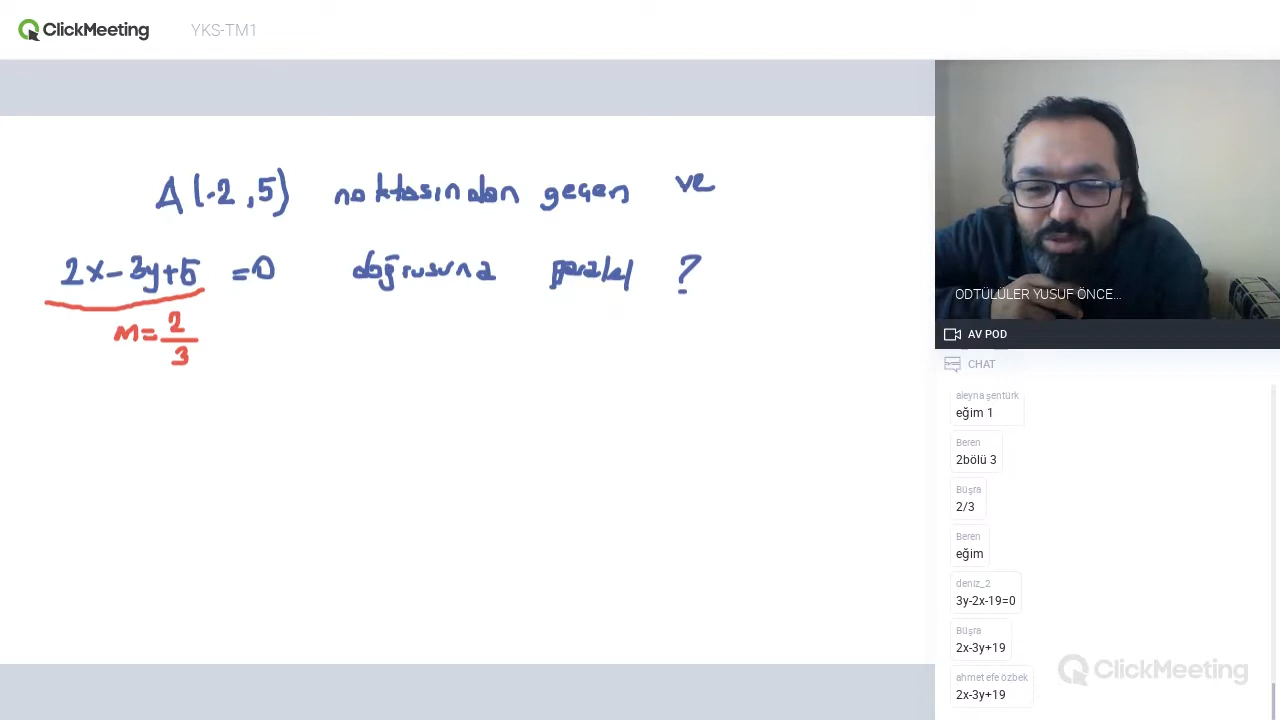 ClickMeeting
YKS-TM1
A(-2,5) noktasından geçen ve
2x-3y+5 =0 doğrusuna paralel ?
M=2/3
ODTÜLÜLER YUSUF ÖNCE...
AV POD
CHAT
aleyna şentürk
eğim 1
Beren
2bölü 3
Büşra
2/3
Beren
eğim
deniz_2
3y-2x-19=0
Büşra
2x-3y+19
ahmet efe özbek
2x-3y+19
ClickMeeting